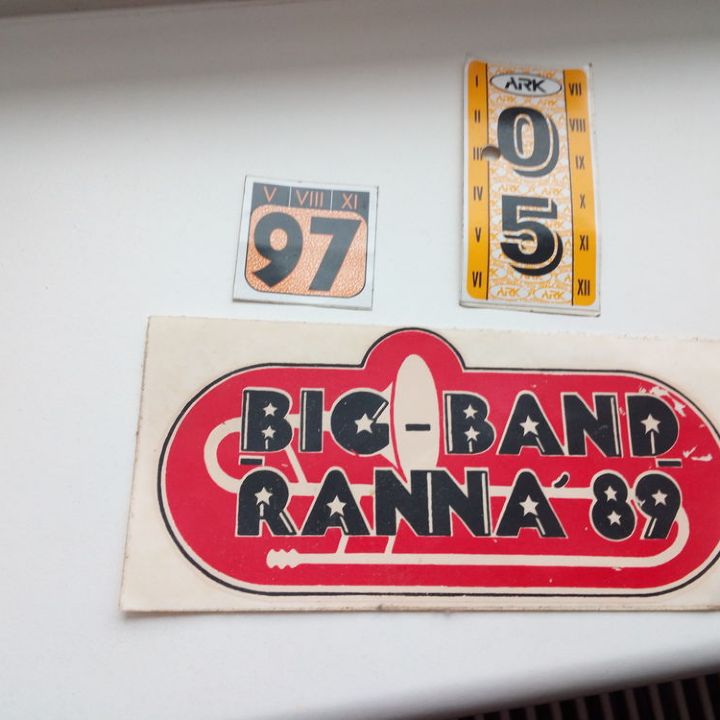 V VIII XI
97
ARK
I VII
II VIII
III IX
IV X
V XI
VI XII
0
5
BIG-BAND
RANNA '89